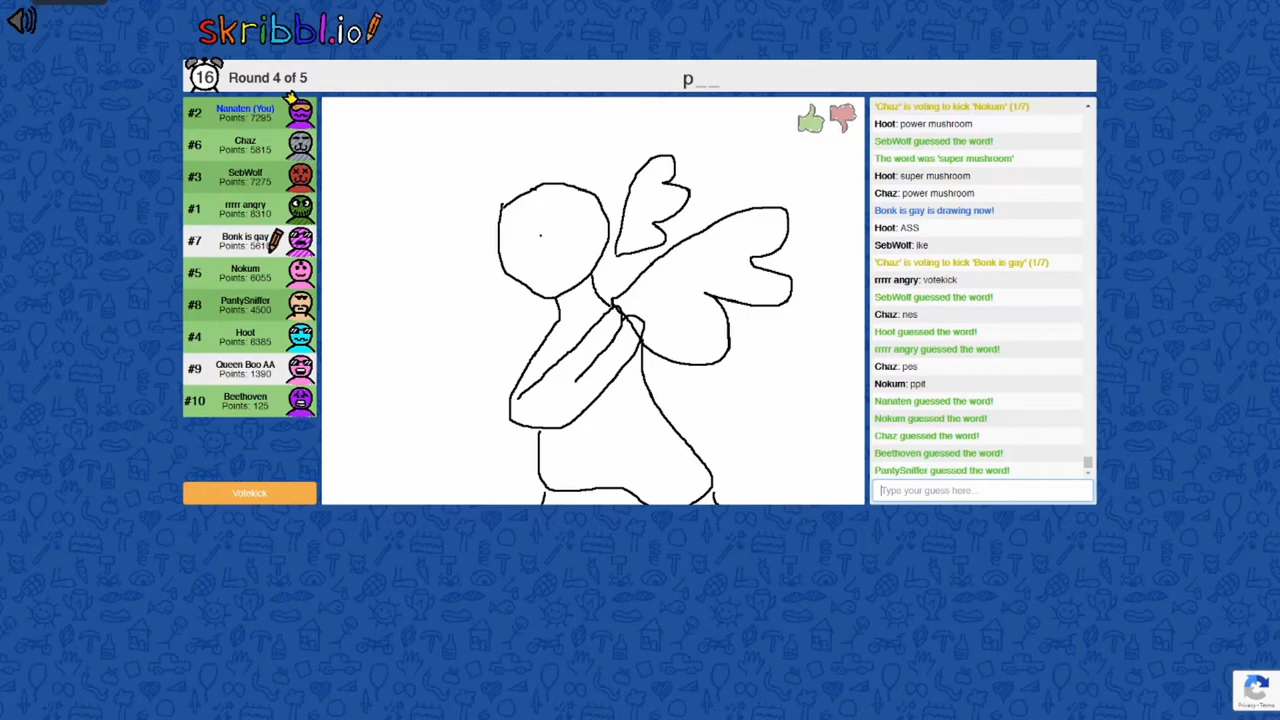 skribbl.io
16 Round 4 of 5 p__
#2 Nanaten (You)
Points: 7295
#6 Chaz
Points: 5815
#3 SebWolf
Points: 7275
#1 rrrrr angry
Points: 8310
#7 Bonk is gay
Points: 5610
#5 Nokum
Points: 6055
#8 PantySniffer
Points: 4500
#4 Hoot
Points: 6385
#9 Queen Boo AA
Points: 1390
#10 Beethoven
Points: 125
Votekick
'Chaz' is voting to kick 'Nokum' (1/7)
Hoot: power mushroom
SebWolf guessed the word!
The word was 'super mushroom'
Hoot: super mushroom
Chaz: power mushroom
Bonk is gay is drawing now!
Hoot: ASS
SebWolf: ike
'Chaz' is voting to kick 'Bonk is gay' (1/7)
rrrrr angry: votekick
SebWolf guessed the word!
Chaz: nes
Hoot guessed the word!
rrrrr angry guessed the word!
Chaz: pes
Nokum: ppit
Nanaten guessed the word!
Nokum guessed the word!
Chaz guessed the word!
Beethoven guessed the word!
PantySniffer guessed the word!
Type your guess here...
Privacy - Terms